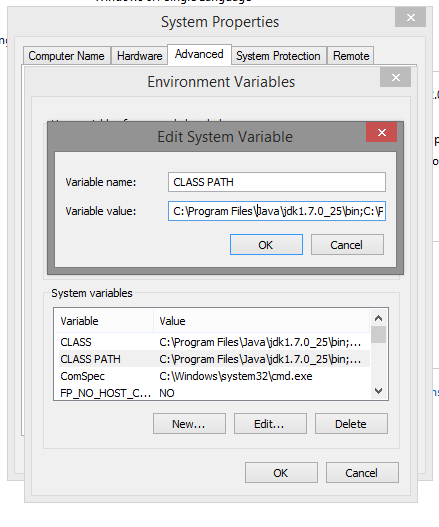 System Properties
Computer Name Hardware Advanced System Protection Remote
Environment Variables
Edit System Variable
Variable name: CLASS PATH
Variable value: C:\Program Files\Java\jdk1.7.0_25\bin;C:\P
OK Cancel
System variables
Variable Value
CLASS C:\Program Files\Java\jdk1.7.0_25\bin;...
CLASS PATH C:\Program Files\Java\jdk1.7.0_25\bin;...
ComSpec C:\Windows\system32\cmd.exe
FP_NO_HOST_C... NO
New... Edit... Delete
OK Cancel